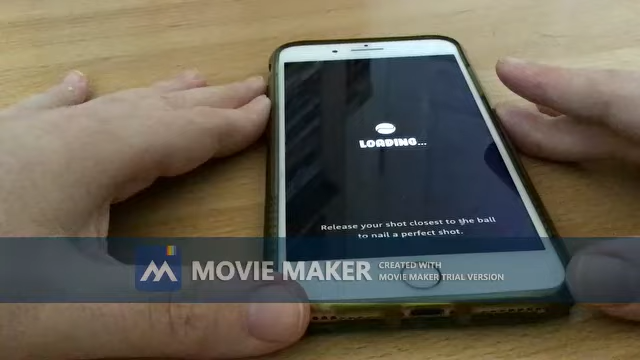 LOADING...
Release your shot closest to the ball
to nail a perfect shot.
MOVIE MAKER
CREATED WITH
MOVIE MAKER TRIAL VERSION